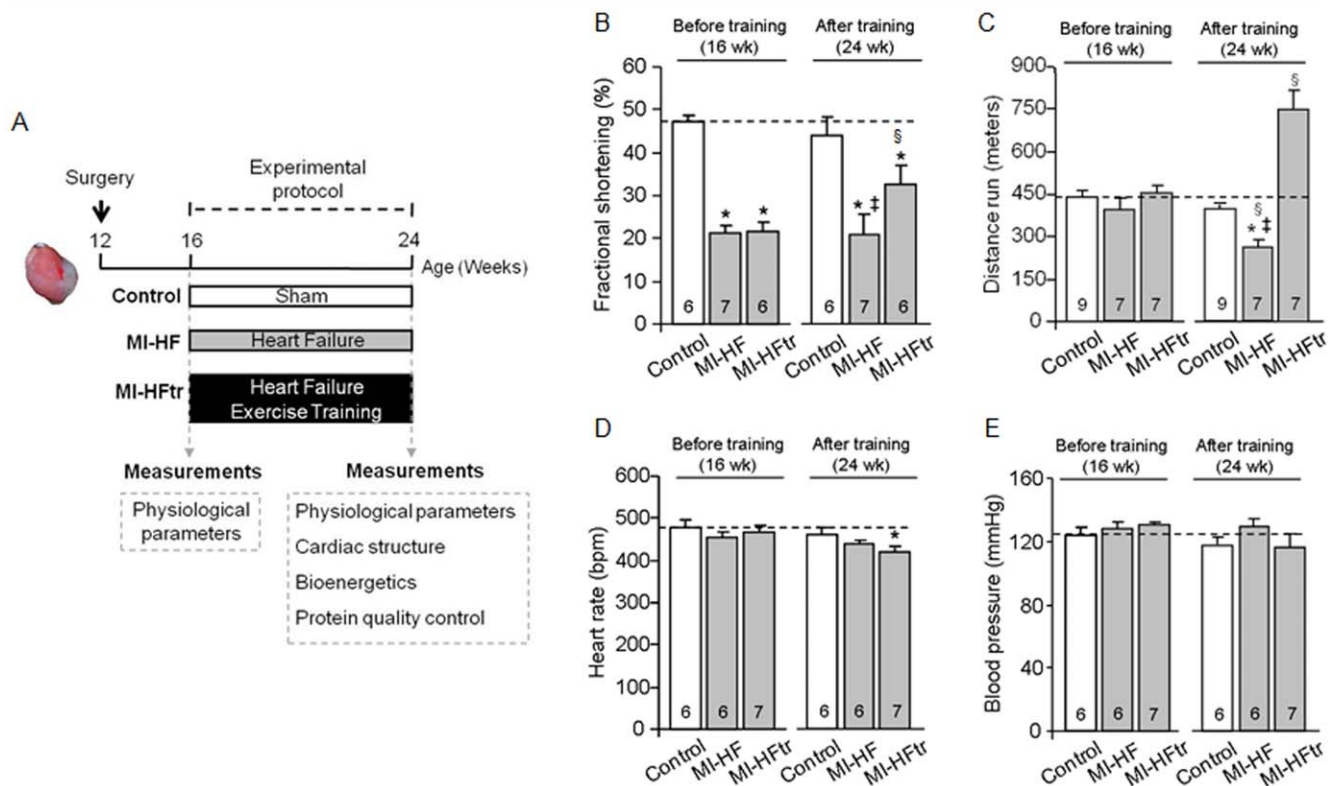 A
Surgery
Experimental
protocol
12
16
24
Age (Weeks)
Control
Sham
MI-HF
Heart Failure
MI-HFtr
Heart Failure
Exercise Training
Measurements
Physiological
parameters
Measurements
Physiological parameters
Cardiac structure
Bioenergetics
Protein quality control
B
Before training
(16 wk)
After training
(24 wk)
Fractional shortening (%)
60
50
40
30
20
10
0
* * * ‡ § *
6 7 6 6 7 6
Control MI-HF MI-HFtr Control MI-HF MI-HFtr
C
Before training
(16 wk)
After training
(24 wk)
Distance run (meters)
900
750
600
450
300
150
0
§
* ‡
§
9 7 7 9 7 7
Control MI-HF MI-HFtr Control MI-HF MI-HFtr
D
Before training
(16 wk)
After training
(24 wk)
Heart rate (bpm)
600
500
400
300
200
100
0
*
6 6 7 6 6 7
Control MI-HF MI-HFtr Control MI-HF MI-HFtr
E
Before training
(16 wk)
After training
(24 wk)
Blood pressure (mmHg)
160
120
80
40
0
6 6 7 6 6 7
Control MI-HF MI-HFtr Control MI-HF MI-HFtr